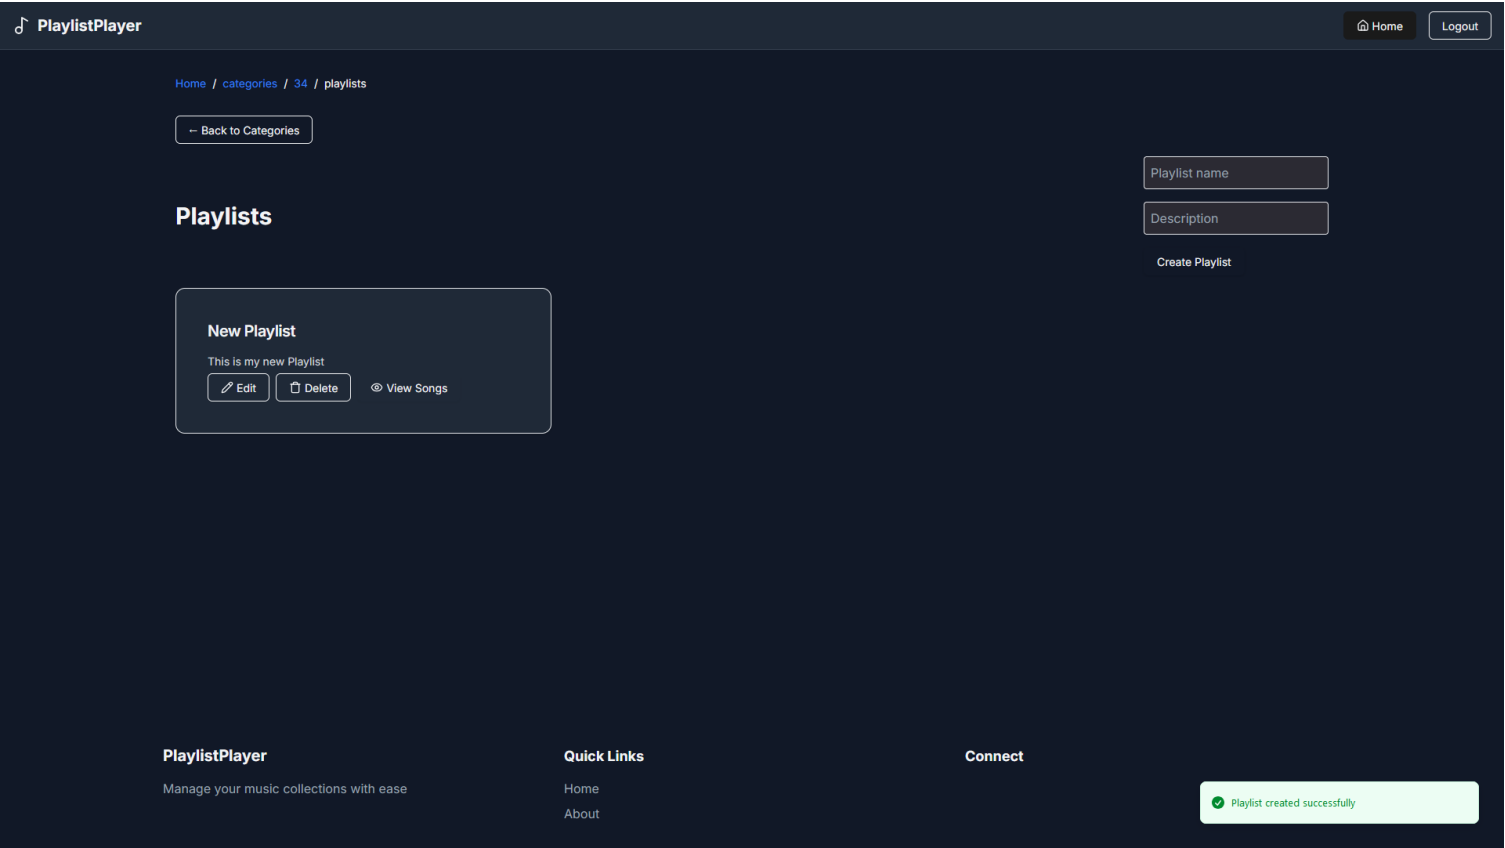 PlaylistPlayer
Home
Logout
Home / categories / 34 / playlists
← Back to Categories
Playlist name
Playlists
Description
Create Playlist
New Playlist
This is my new Playlist
Edit
Delete
View Songs
PlaylistPlayer
Manage your music collections with ease
Quick Links
Home
About
Connect
Playlist created successfully